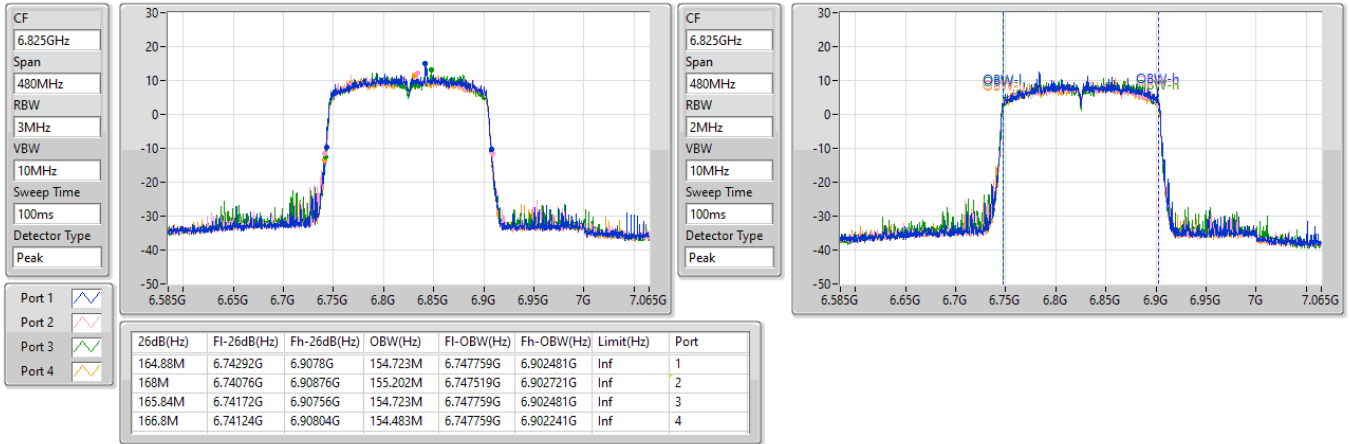 CF
6.825GHz
Span
480MHz
RBW
3MHz
VBW
10MHz
Sweep Time
100ms
Detector Type
Peak
30
20
10
0
-10
-20
-30
-40
-50
6.585G 6.65G 6.7G 6.75G 6.8G 6.85G 6.9G 6.95G 7G 7.065G
CF
6.825GHz
Span
480MHz
RBW
2MHz
VBW
10MHz
Sweep Time
100ms
Detector Type
Peak
30
20
10
0
-10
-20
-30
-40
-50
OBW-l OBW-h
6.585G 6.65G 6.7G 6.75G 6.8G 6.85G 6.9G 6.95G 7G 7.065G
Port 1
Port 2
Port 3
Port 4
26dB(Hz) Fl-26dB(Hz) Fh-26dB(Hz) OBW(Hz) Fl-OBW(Hz) Fh-OBW(Hz) Limit(Hz) Port
164.88M 6.74292G 6.9078G 154.723M 6.747759G 6.902481G Inf 1
168M 6.74076G 6.90876G 155.202M 6.747519G 6.902721G Inf 2
165.84M 6.74172G 6.90756G 154.723M 6.747759G 6.902481G Inf 3
166.8M 6.74124G 6.90804G 154.483M 6.747759G 6.902241G Inf 4